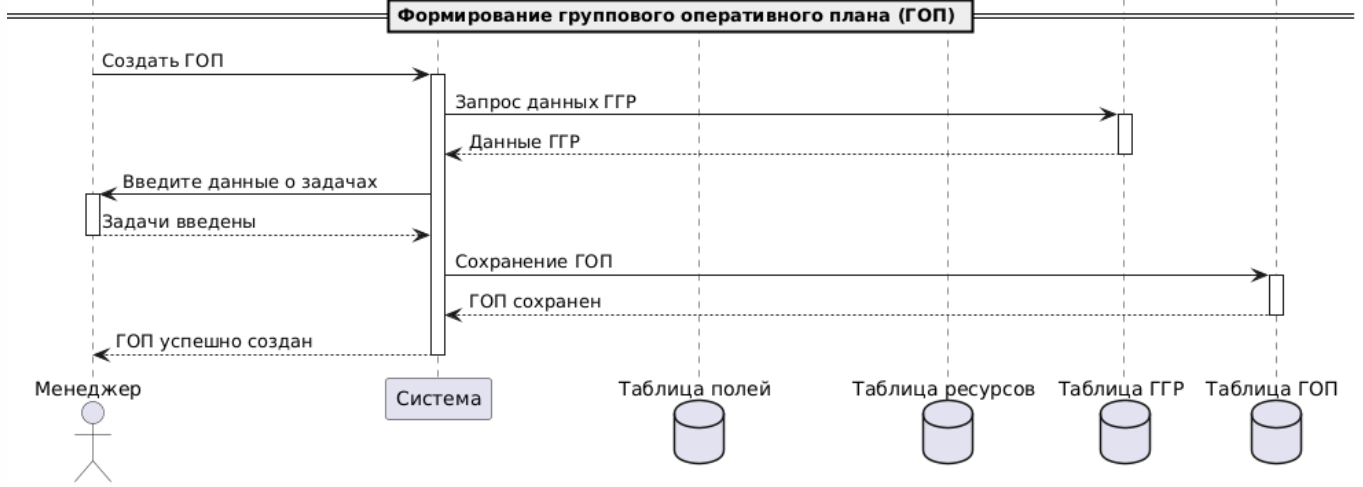 Формирование группового оперативного плана (ГОП)
Создать ГОП
Запрос данных ГГР
Данные ГГР
Введите данные о задачах
Задачи введены
Сохранение ГОП
ГОП сохранен
ГОП успешно создан
Менеджер
Система
Таблица полей
Таблица ресурсов
Таблица ГГР
Таблица ГОП